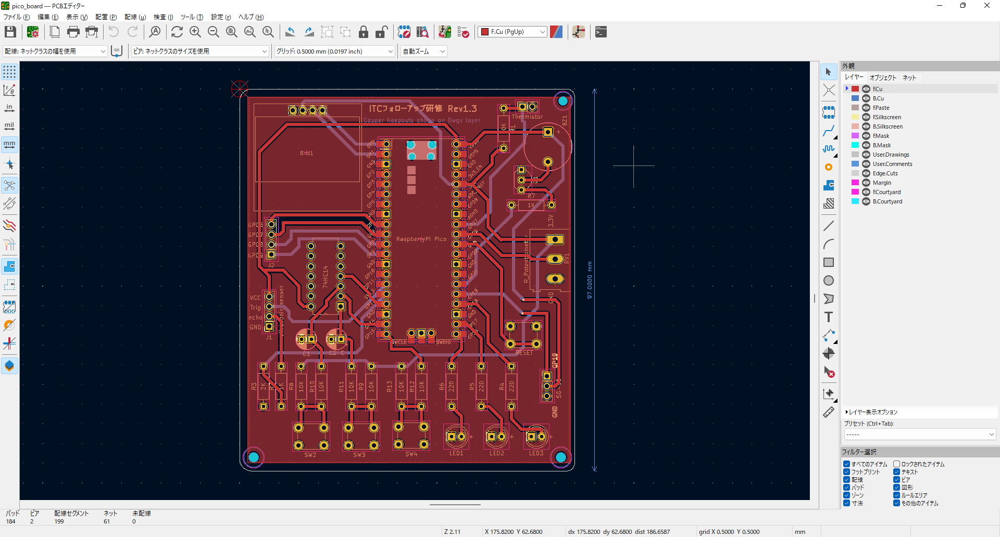 pico_board — PCBエディター
ファイル (F) 編集 (E) 表示 (V) 配置 (P) 配線 (u) 検査 (I) ツール (T) 設定 (r) ヘルプ (H)
F.Cu (PgUp)
配線: ネットクラスの幅を使用 ビア: ネットクラスのサイズを使用 グリッド: 0.5000 mm (0.0197 inch) 自動ズーム
in
mil
mm
ITCフォローアップ研修 Rev1.3
Copper Keepouts shown on Dwgs layer
Thermistor
BZ1
Brd1
RaspberryPi Pico
R7
1K
3.3V
R_Potentiometer
RV1
GND
74HC14
J2
VCC
Trig
echo
GND
J1
C1 C2
SWCLK SWDIO
RESET
GP19
R3 2K R8 10K R10 10K R11 10K R9 10K R13 10K R12 10K R6 220 R5 220 R4 220
GND
SW2 SW3 SW4 LED1 LED2 LED3
97.0000 mm
外観
レイヤー オブジェクト ネット
F.Cu
B.Cu
F.Paste
F.Silkscreen
B.Silkscreen
F.Mask
B.Mask
User.Drawings
User.Comments
Edge.Cuts
Margin
F.Courtyard
B.Courtyard
レイヤー表示オプション
プリセット (Ctrl+Tab):
-----
フィルター選択
すべてのアイテム ロックされたアイテム
フットプリント テキスト
配線 ビア
パッド 図形
ゾーン ルールエリア
寸法 その他のアイテム
パッド ビア 配線セグメント ネット 未配線
184 2 199 61 0
Z 2.11 X 175.8200 Y 62.6800 dx 175.8200 dy 62.6800 dist 186.6587 grid X 0.5000 Y 0.5000 mm